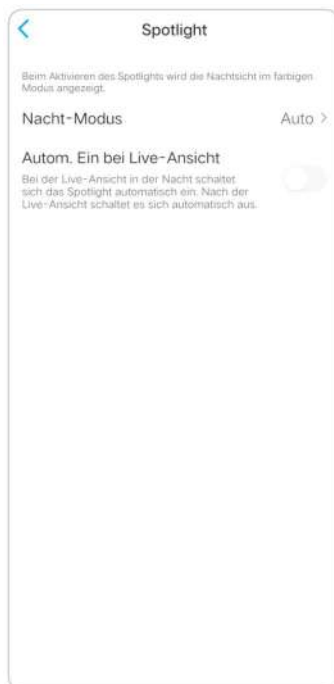 Spotlight
Beim Aktivieren des Spotlights wird die Nachtsicht im farbigen
Modus angezeigt.
Nacht-Modus Auto >
Autom. Ein bei Live-Ansicht
Bei der Live-Ansicht in der Nacht schaltet
sich das Spotlight automatisch ein. Nach der
Live-Ansicht schaltet es sich automatisch aus.